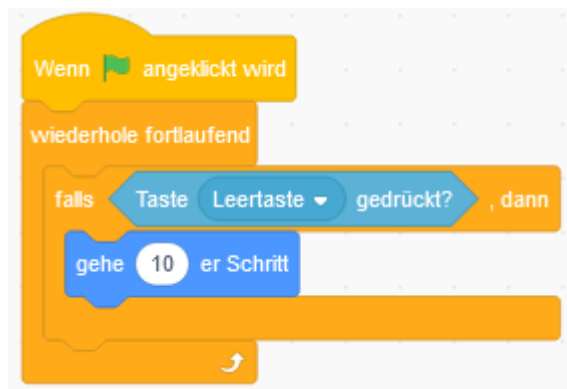 Wenn angeklickt wird
wiederhole fortlaufend
falls Taste Leertaste gedrückt? , dann
gehe 10 er Schritt